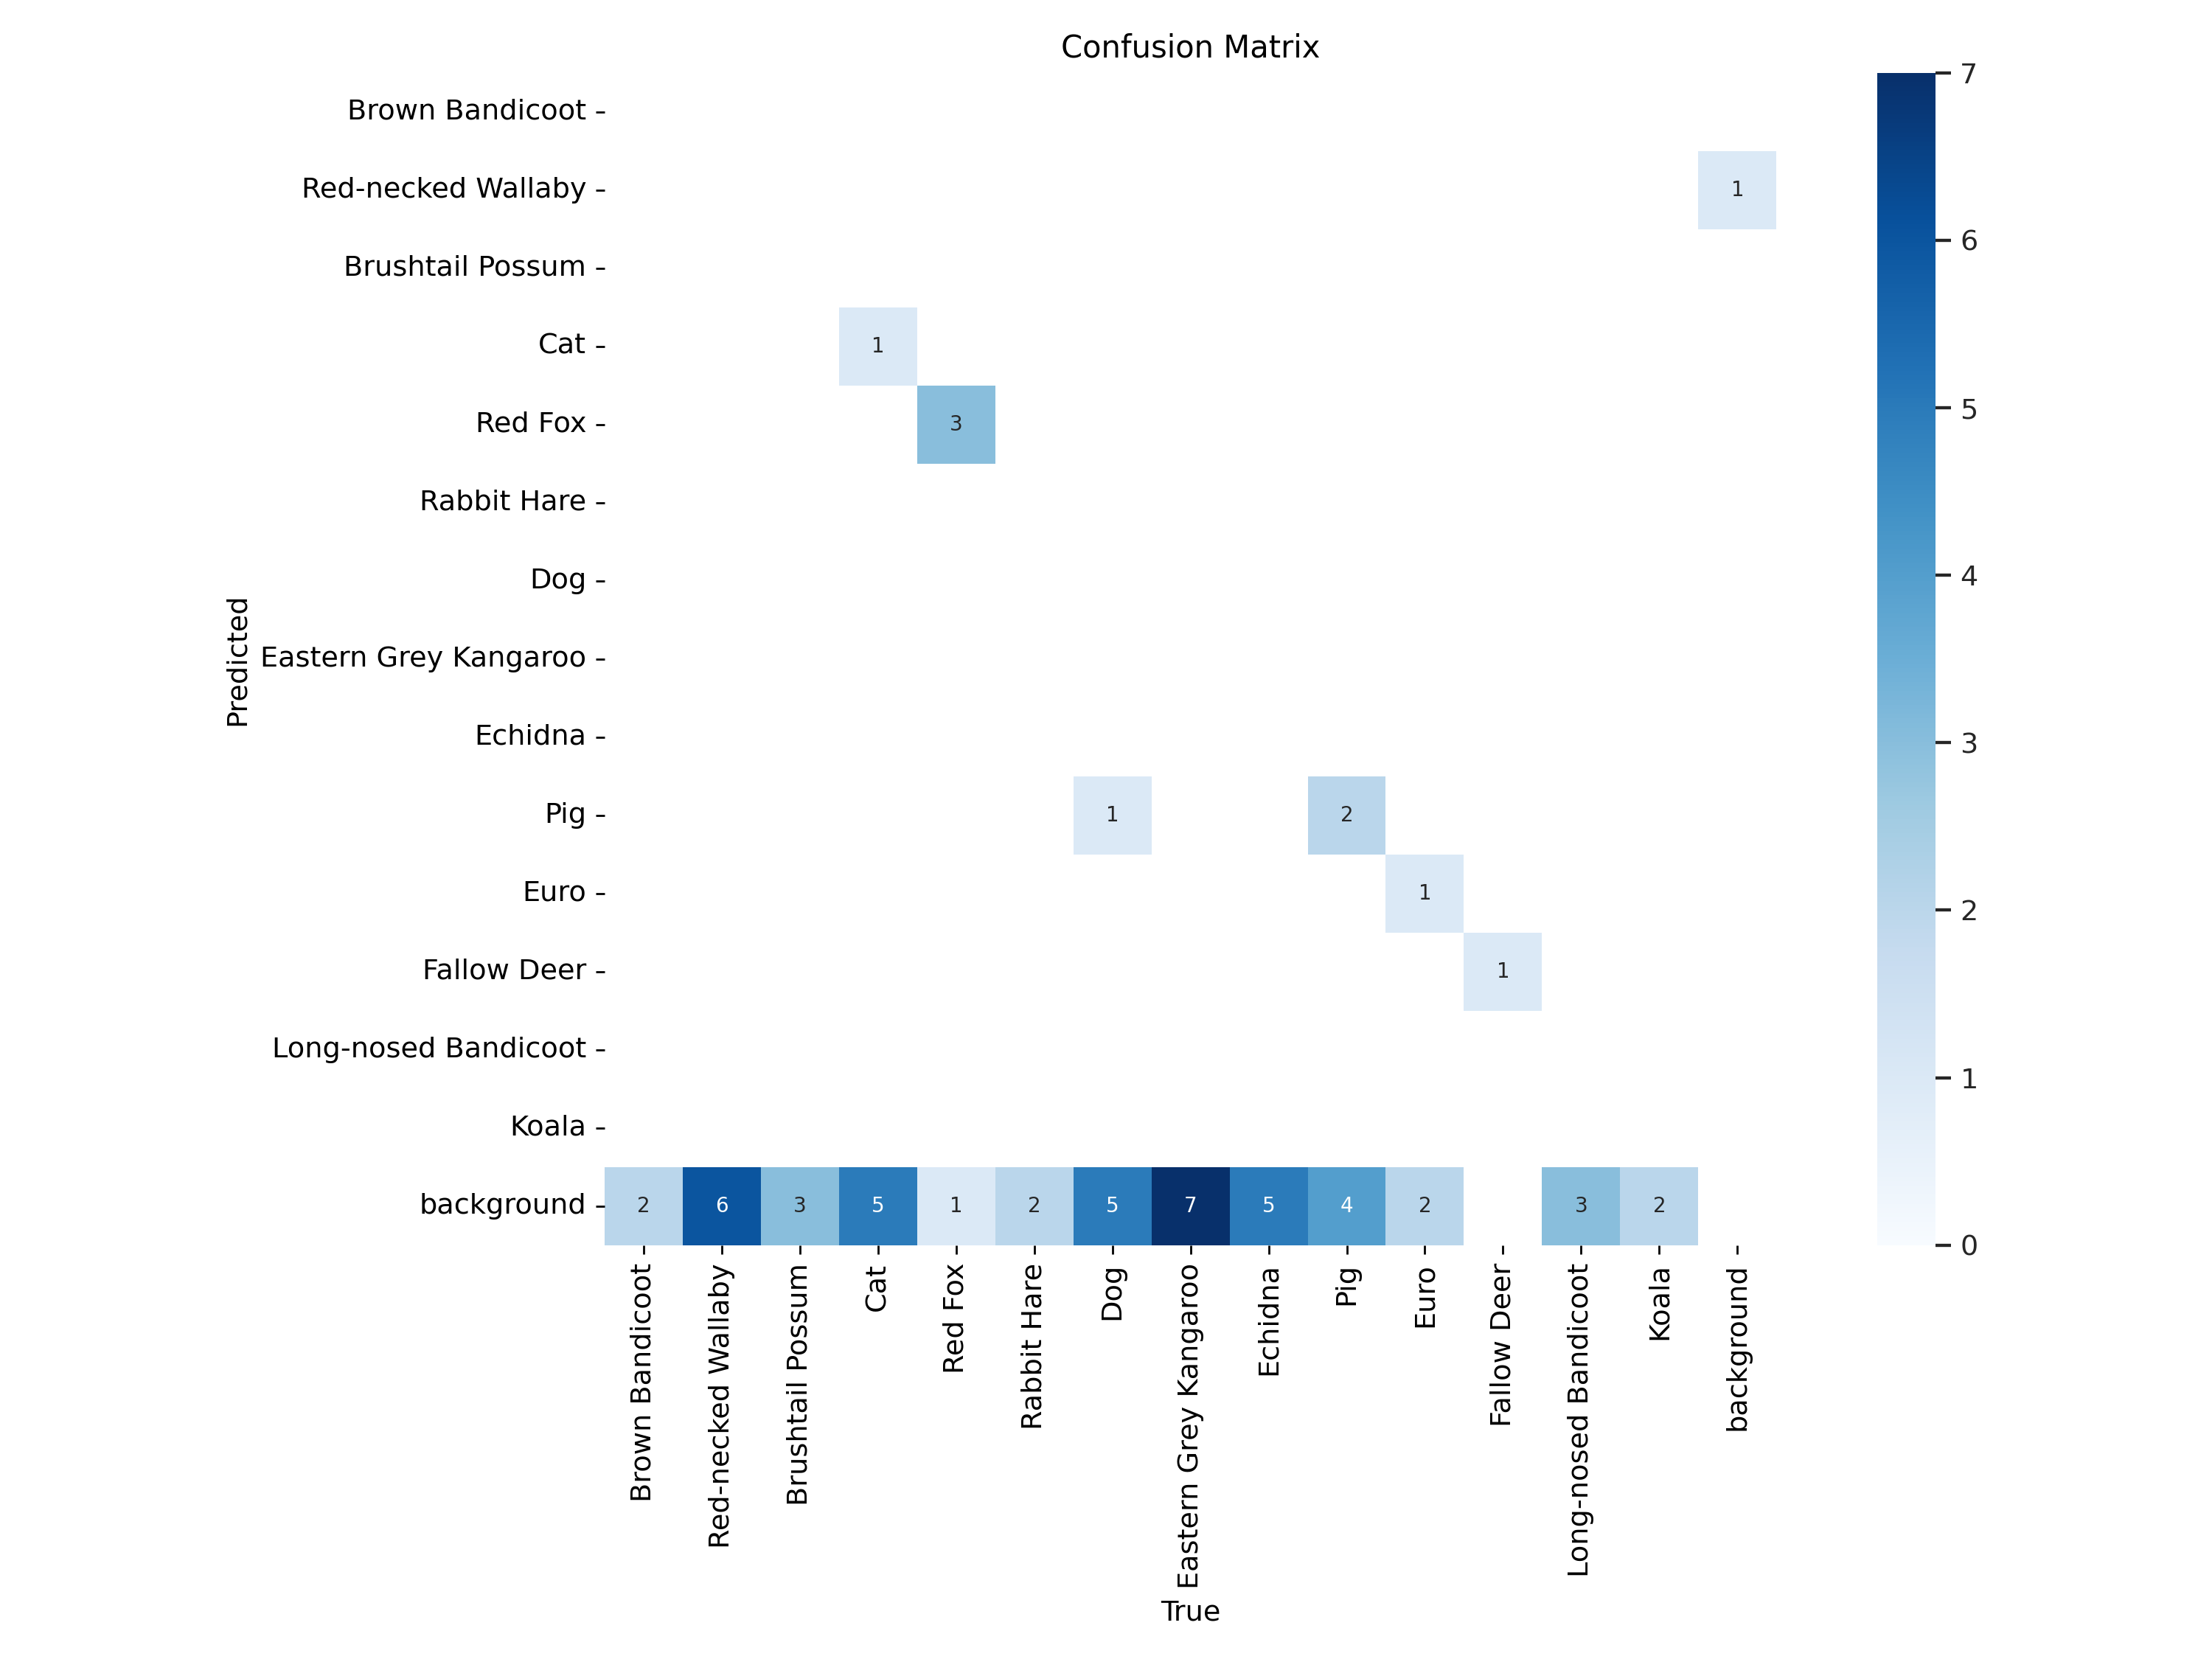 Confusion Matrix
Brown Bandicoot
Red-necked Wallaby
1
Brushtail Possum
Cat
1
Red Fox
3
Rabbit Hare
Dog
Eastern Grey Kangaroo
Echidna
Pig
1
2
Euro
1
Fallow Deer
1
Long-nosed Bandicoot
Koala
background
2
6
3
5
1
2
5
7
5
4
2
3
2
Predicted
Brown Bandicoot
Red-necked Wallaby
Brushtail Possum
Cat
Red Fox
Rabbit Hare
Dog
Eastern Grey Kangaroo
Echidna
Pig
Euro
Fallow Deer
Long-nosed Bandicoot
Koala
background
True
7
6
5
4
3
2
1
0